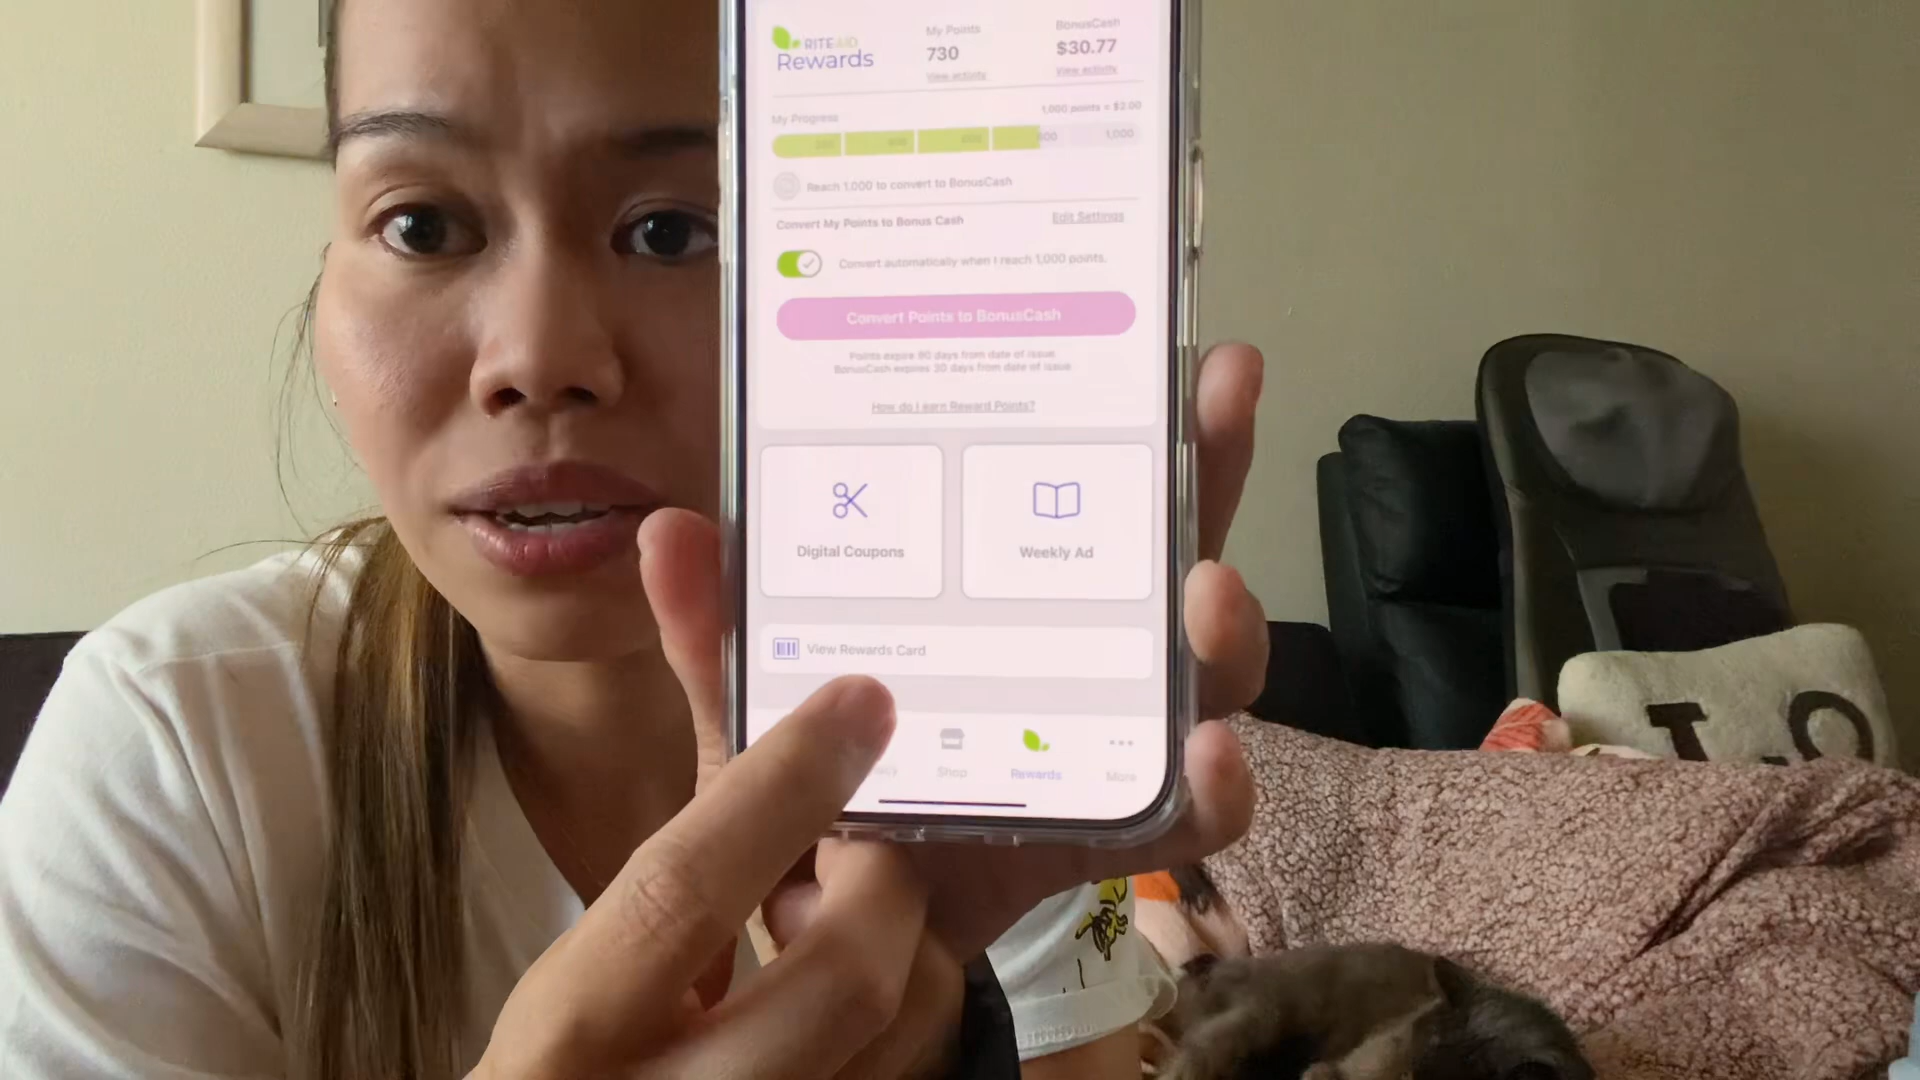 RITE AID
Rewards
My Points
730
View activity
BonusCash
$30.77
View activity
My Progress
1,000 points = $2.00
800
1,000
Reach 1,000 to convert to BonusCash
Convert My Points to Bonus Cash
Edit Settings
Convert automatically when I reach 1,000 points.
Convert Points to BonusCash
Points expire 90 days from date of issue
BonusCash expires 30 days from date of issue
How do I earn Reward Points?
Digital Coupons
Weekly Ad
View Rewards Card
Shop
Rewards
More